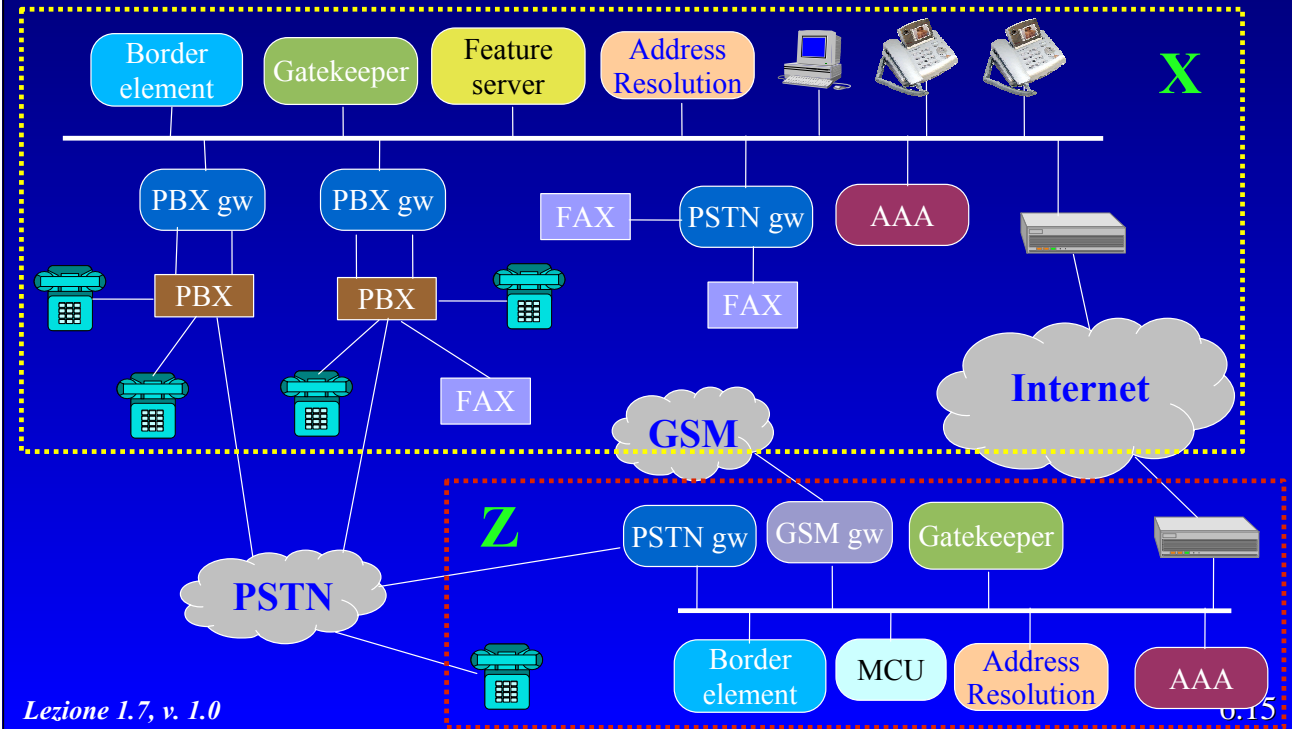 Border
element
Gatekeeper
Feature
server
Address
Resolution
X
PBX gw
PBX gw
FAX
PSTN gw
AAA
PBX
PBX
FAX
FAX
Internet
GSM
Z
PSTN gw
GSM gw
Gatekeeper
PSTN
Border
element
MCU
Address
Resolution
AAA
Lezione 1.7, v. 1.0
6.15